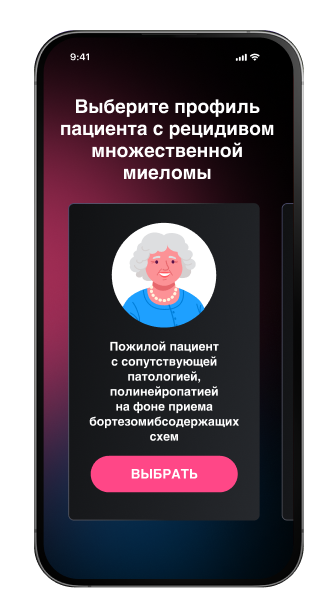 9:41
Выберите профиль
пациента с рецидивом
множественной
миеломы
Пожилой пациент
с сопутствующей
патологией,
полинейропатией
на фоне приема
бортезомибсодержащих
схем
ВЫБРАТЬ